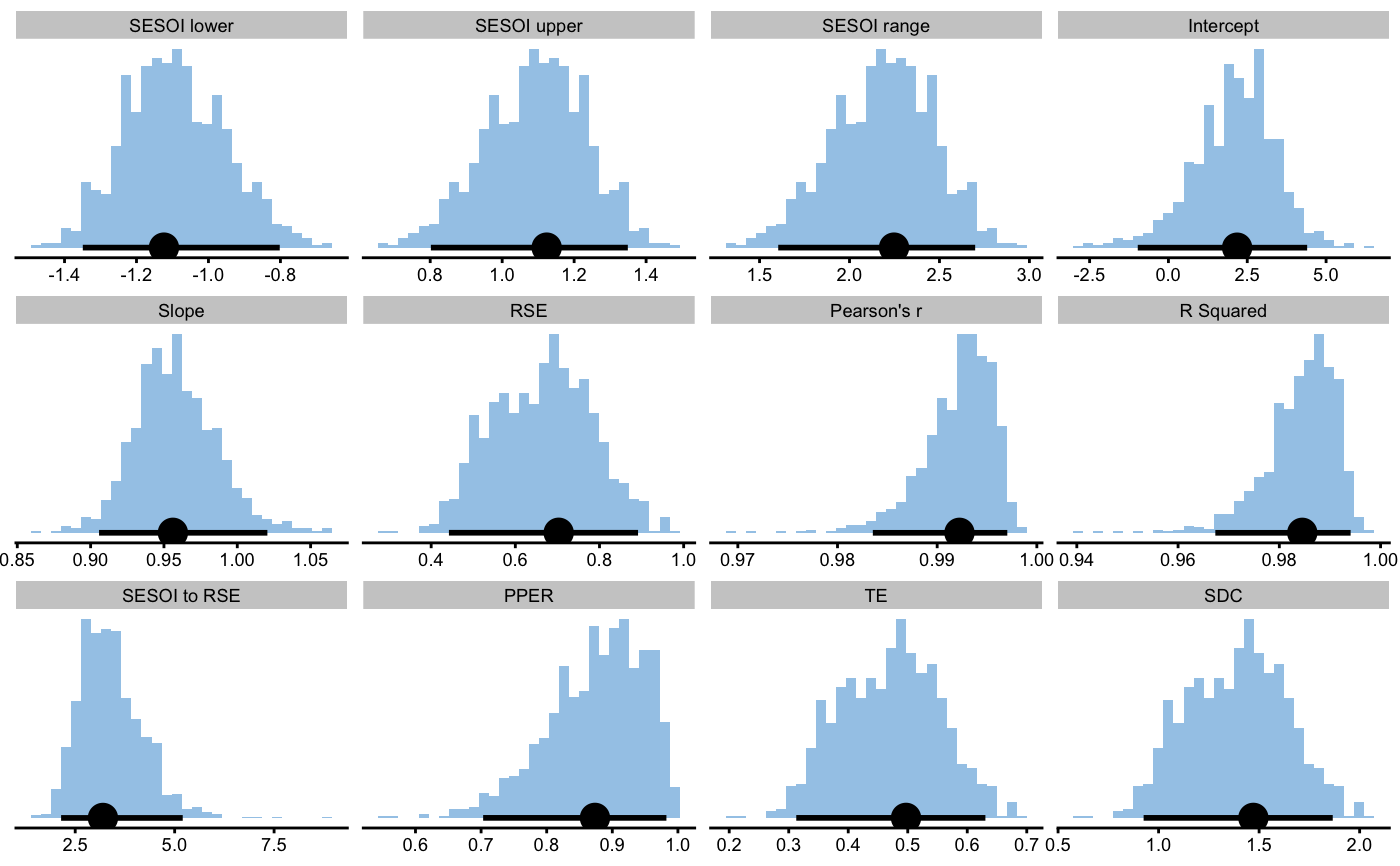 SESOI lower SESOI upper SESOI range Intercept
-1.4 -1.2 -1.0 -0.8 0.8 1.0 1.2 1.4 1.5 2.0 2.5 3.0 -2.5 0.0 2.5 5.0
Slope RSE Pearson's r R Squared
0.85 0.90 0.95 1.00 1.05 0.4 0.6 0.8 1.0 0.97 0.98 0.99 1.00 0.94 0.96 0.98 1.00
SESOI to RSE PPER TE SDC
2.5 5.0 7.5 0.6 0.7 0.8 0.9 1.0 0.2 0.3 0.4 0.5 0.6 0.7 0.5 1.0 1.5 2.0